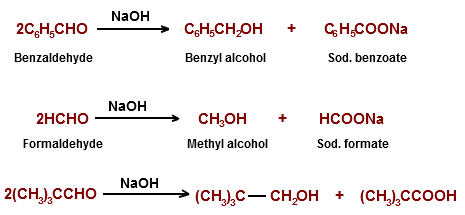 2C₆H₅CHO NaOH C₆H₅CH₂OH + C₆H₅COONa
Benzaldehyde Benzyl alcohol Sod. benzoate
2HCHO NaOH CH₃OH + HCOONa
Formaldehyde Methyl alcohol Sod. formate
2(CH₃)₃CCHO NaOH (CH₃)₃C — CH₂OH + (CH₃)₃CCOOH